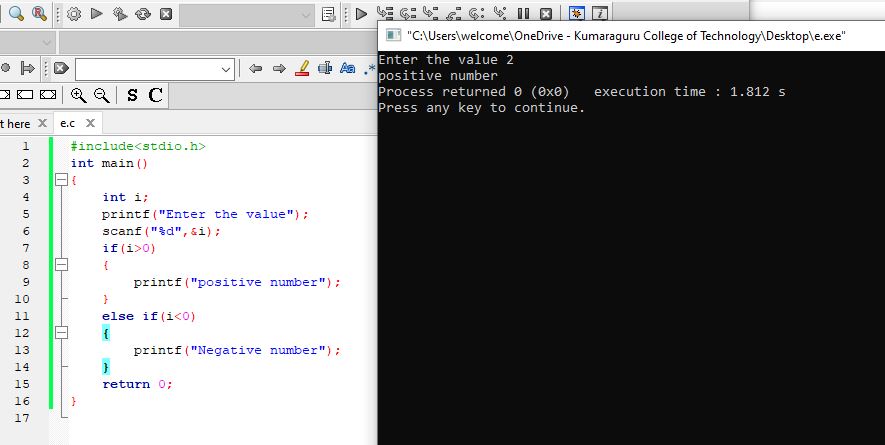 "C:\Users\welcome\OneDrive - Kumaraguru College of Technology\Desktop\e.exe"
Enter the value 2
positive number
Process returned 0 (0x0)   execution time : 1.812 s
Press any key to continue.
Aa .*
S C
t here X e.c X
1 #include<stdio.h>
2 int main()
3 {
4     int i;
5     printf("Enter the value");
6     scanf("%d",&i);
7     if(i>0)
8     {
9         printf("positive number");
10     }
11     else if(i<0)
12     {
13         printf("Negative number");
14     }
15     return 0;
16 }
17